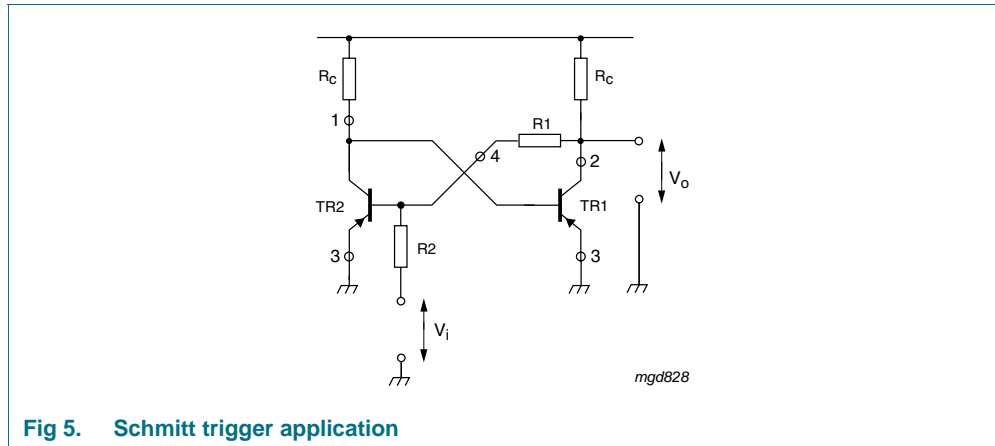 Rc
Rc
1
R1
4
2
Vo
TR2
TR1
R2
3
3
Vi
mgd828
Fig 5. Schmitt trigger application